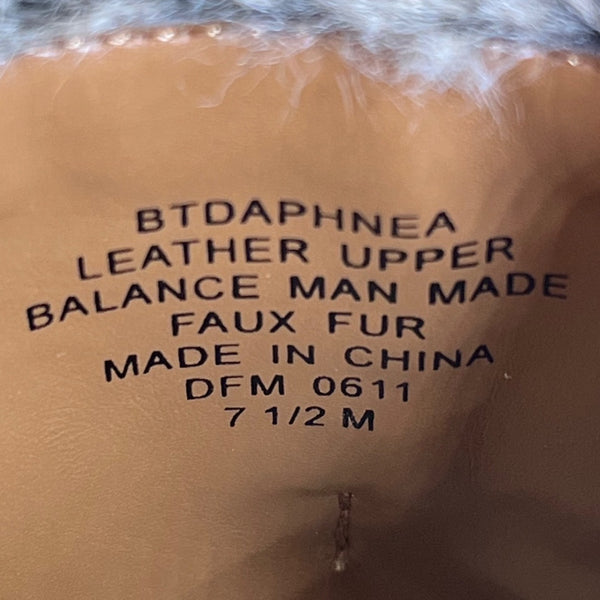 BTDAPHNEA
LEATHER UPPER
BALANCE MAN MADE
FAUX FUR
MADE IN CHINA
DFM 0611
7 1/2 M